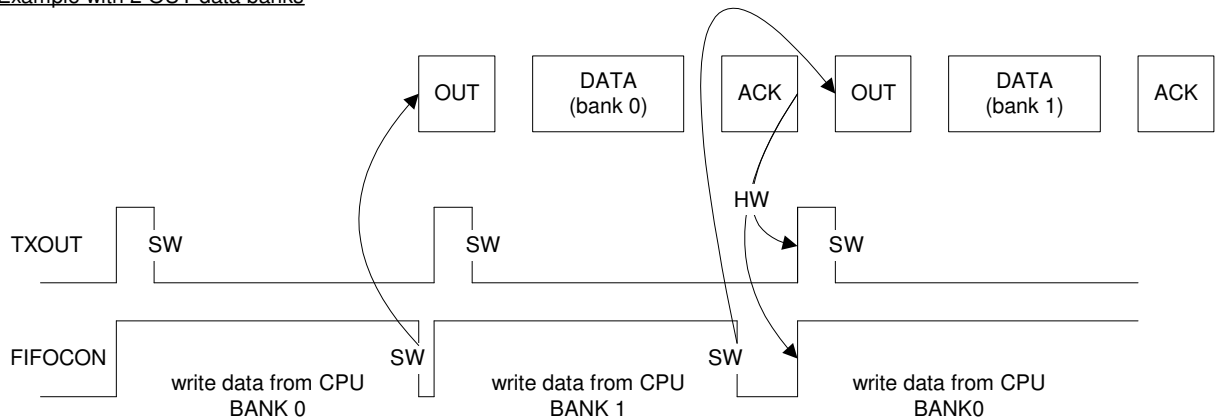 Example with 2 OUT data banks
OUT
DATA
(bank 0)
ACK
OUT
DATA
(bank 1)
ACK
HW
TXOUT
SW
SW
SW
FIFOCON
SW
SW
write data from CPU
BANK 0
write data from CPU
BANK 1
write data from CPU
BANK0